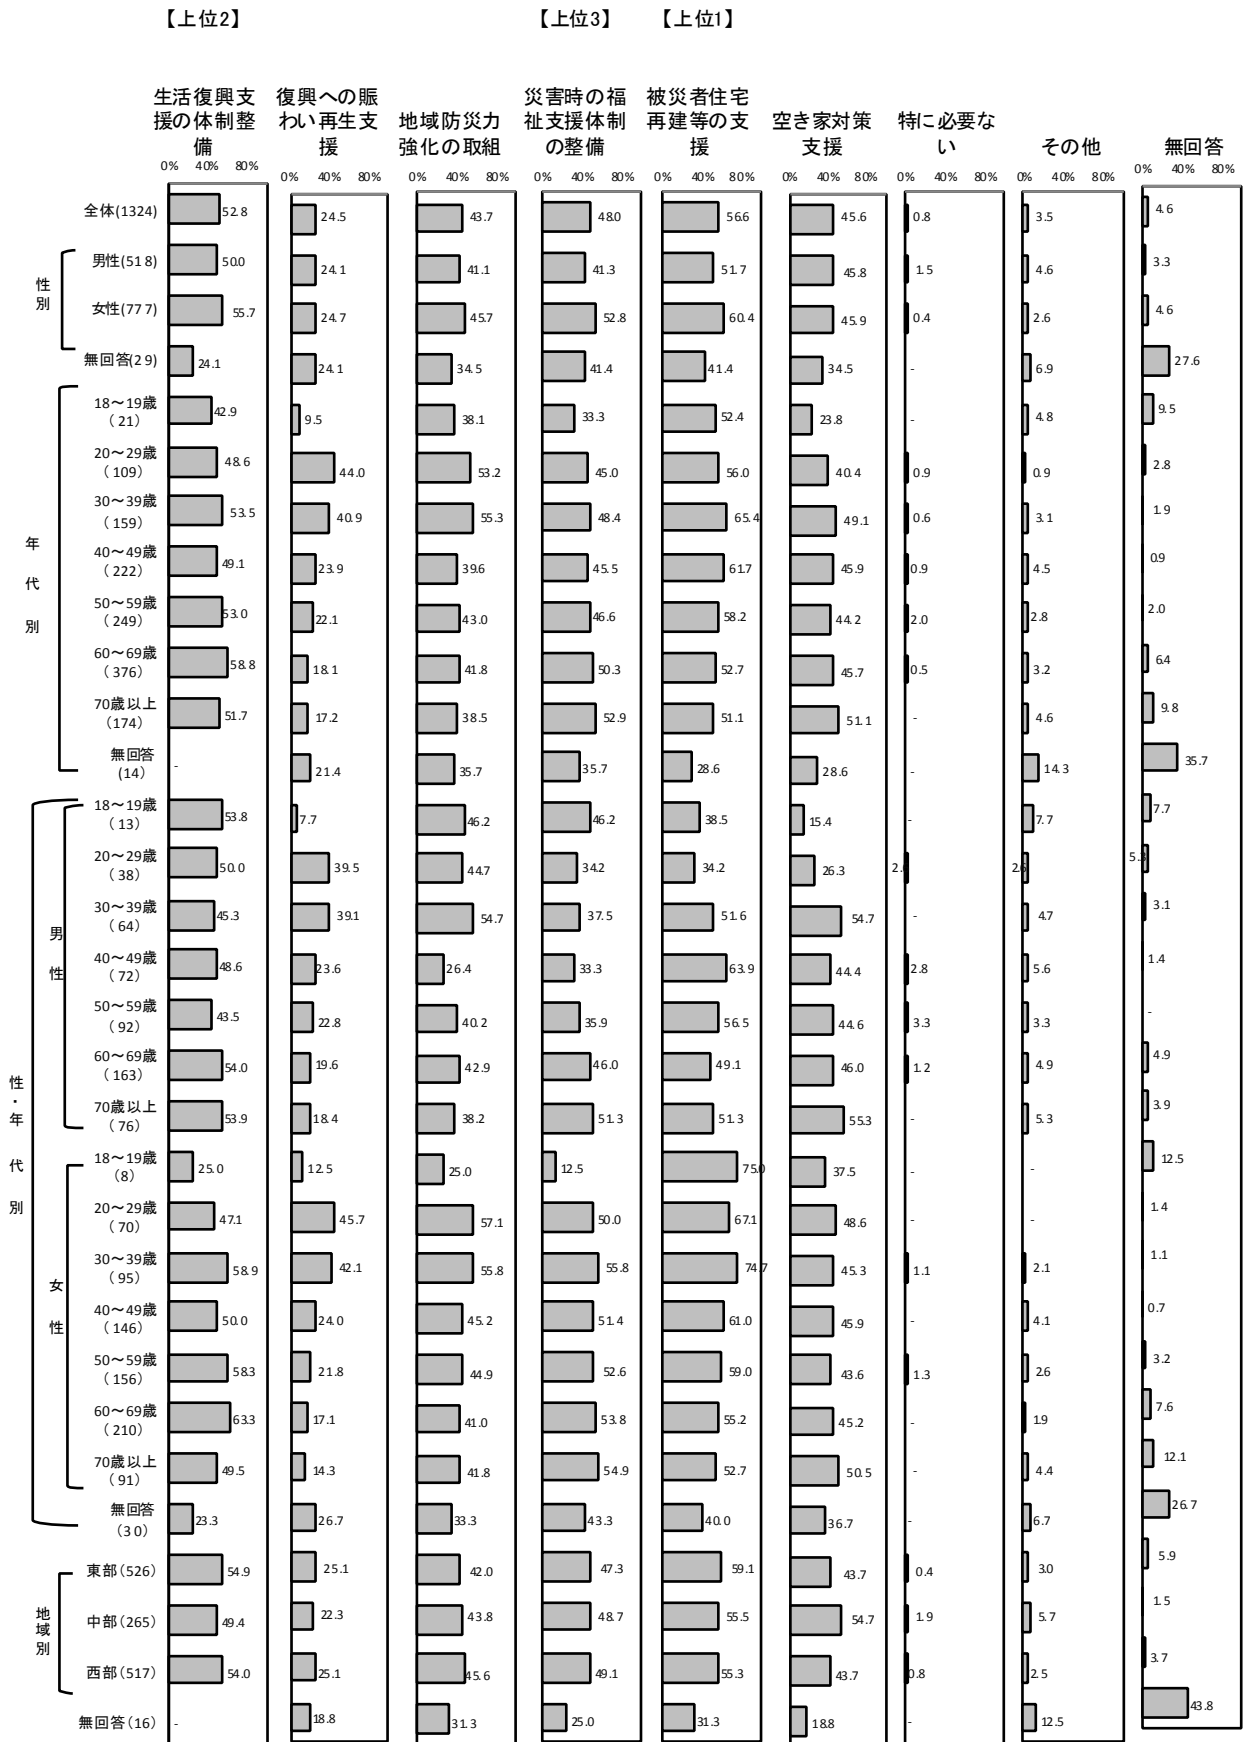 【上位2】 【上位3】 【上位1】
生活復興支援の体制整備 復興への賑わい再生支援 地域防災力強化の取組 災害時の福祉支援体制の整備 被災者住宅再建等の支援 空き家対策支援 特に必要ない その他 無回答
0% 40% 80% 0% 40% 80% 0% 40% 80% 0% 40% 80% 0% 40% 80% 0% 40% 80% 0% 40% 80% 0% 40% 80% 0% 40% 80%
全体(1324) 52.8 24.5 43.7 48.0 56.6 45.6 0.8 3.5 4.6
性別
男性(518) 50.0 24.1 41.1 41.3 51.7 45.8 1.5 4.6 3.3
女性(777) 55.7 24.7 45.7 52.8 60.4 45.9 0.4 2.6 4.6
無回答(29) 24.1 24.1 34.5 41.4 41.4 34.5 - 6.9 27.6
年代別
18～19歳(21) 42.9 9.5 38.1 33.3 52.4 23.8 - 4.8 9.5
20～29歳(109) 48.6 44.0 53.2 45.0 56.0 40.4 0.9 0.9 2.8
30～39歳(159) 53.5 40.9 55.3 48.4 65.4 49.1 0.6 3.1 1.9
40～49歳(222) 49.1 23.9 39.6 45.5 61.7 45.9 0.9 4.5 0.9
50～59歳(249) 53.0 22.1 43.0 46.6 58.2 44.2 2.0 2.8 2.0
60～69歳(376) 58.8 18.1 41.8 50.3 52.7 45.7 0.5 3.2 6.4
70歳以上(174) 51.7 17.2 38.5 52.9 51.1 51.1 - 4.6 9.8
無回答(14) - 21.4 35.7 35.7 28.6 28.6 - 14.3 35.7
性・年代別
男性
18～19歳(13) 53.8 7.7 46.2 46.2 38.5 15.4 - 7.7 7.7
20～29歳(38) 50.0 39.5 44.7 34.2 34.2 26.3 2.6 2.6 5.3
30～39歳(64) 45.3 39.1 54.7 37.5 51.6 54.7 - 4.7 3.1
40～49歳(72) 48.6 23.6 26.4 33.3 63.9 44.4 2.8 5.6 1.4
50～59歳(92) 43.5 22.8 40.2 35.9 56.5 44.6 3.3 3.3 -
60～69歳(163) 54.0 19.6 42.9 46.0 49.1 46.0 1.2 4.9 4.9
70歳以上(76) 53.9 18.4 38.2 51.3 51.3 55.3 - 5.3 3.9
女性
18～19歳(8) 25.0 12.5 25.0 12.5 75.0 37.5 - - 12.5
20～29歳(70) 47.1 45.7 57.1 50.0 67.1 48.6 - - 1.4
30～39歳(95) 58.9 42.1 55.8 55.8 74.7 45.3 1.1 2.1 1.1
40～49歳(146) 50.0 24.0 45.2 51.4 61.0 45.9 - 4.1 0.7
50～59歳(156) 58.3 21.8 44.9 52.6 59.0 43.6 1.3 2.6 3.2
60～69歳(210) 63.3 17.1 41.0 53.8 55.2 45.2 - 1.9 7.6
70歳以上(91) 49.5 14.3 41.8 54.9 52.7 50.5 - 4.4 12.1
無回答(30) 23.3 26.7 33.3 43.3 40.0 36.7 - 6.7 26.7
地域別
東部(526) 54.9 25.1 42.0 47.3 59.1 43.7 0.4 3.0 5.9
中部(265) 49.4 22.3 43.8 48.7 55.5 54.7 1.9 5.7 1.5
西部(517) 54.0 25.1 45.6 49.1 55.3 43.7 0.8 2.5 3.7
無回答(16) - 18.8 31.3 25.0 31.3 18.8 - 12.5 43.8